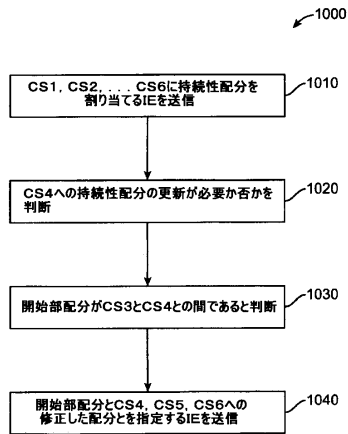 1000
CS1, CS2, . . . CS6に持続性配分を
割り当てるIEを送信
1010
CS4への持続性配分の更新が必要か否かを
判断
1020
開始部配分がCS3とCS4との間であると判断
1030
開始部配分とCS4, CS5, CS6への
修正した配分とを指定するIEを送信
1040